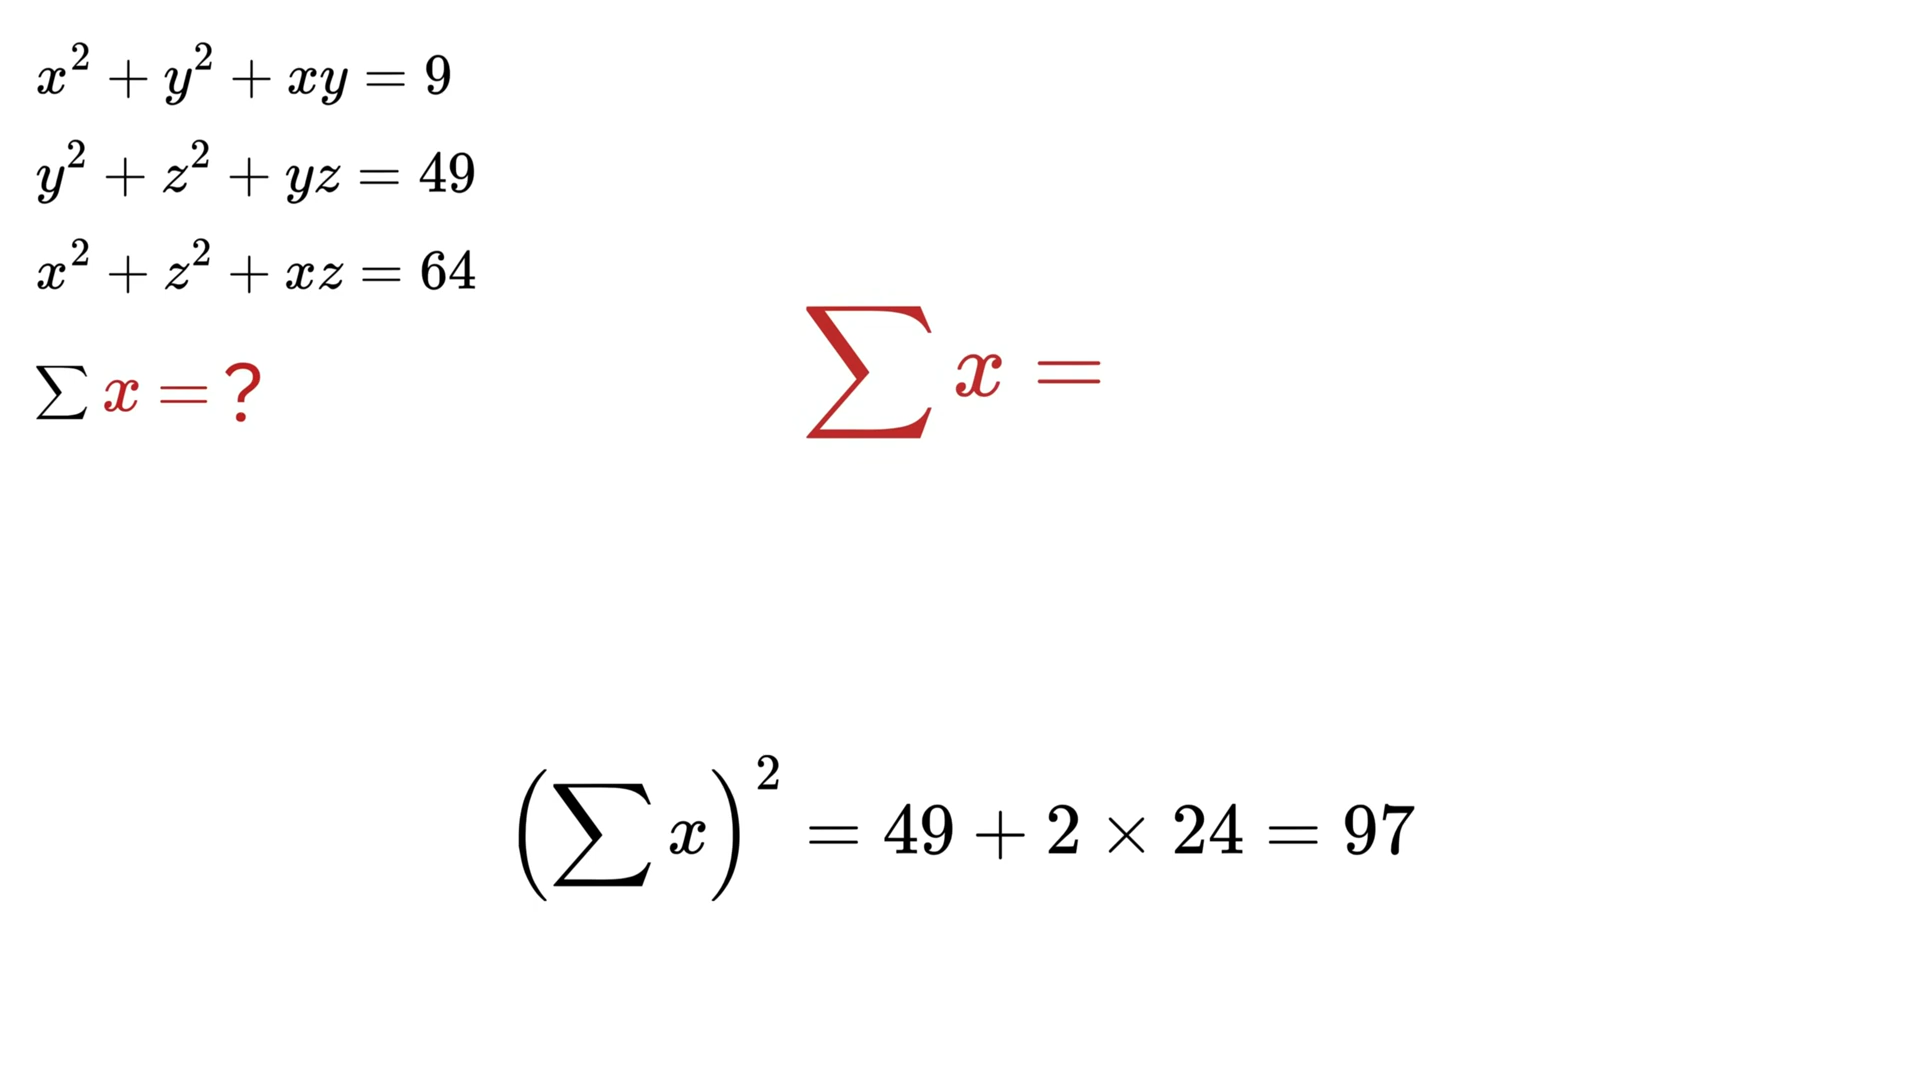 x² + y² + xy = 9
y² + z² + yz = 49
x² + z² + xz = 64
∑ x = ?
∑ x =
(∑ x)² = 49 + 2 × 24 = 97